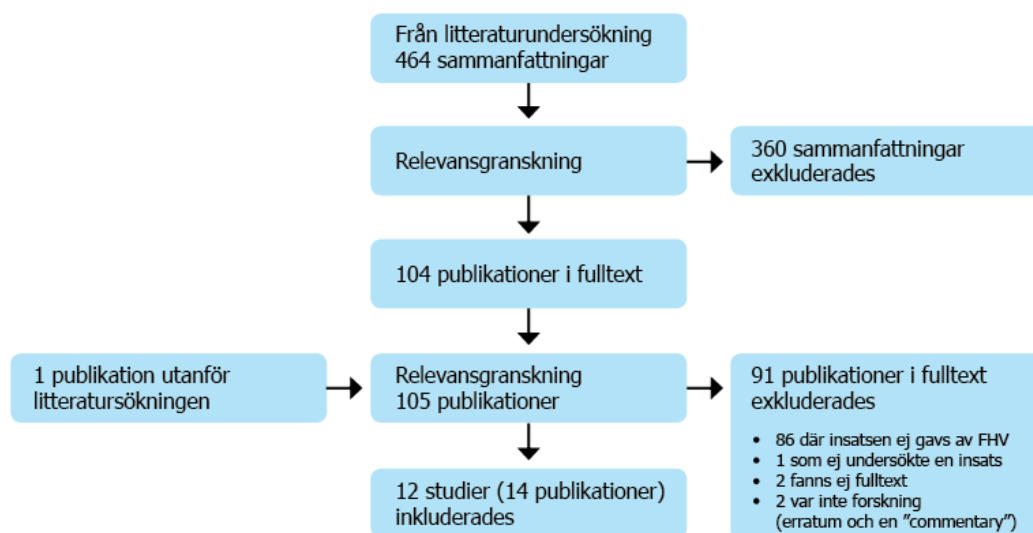 Från litteraturundersökning
464 sammanfattningar
Relevansgranskning
360 sammanfattningar
exkluderades
104 publikationer i fulltext
1 publikation utanför
litteratursökningen
Relevansgranskning
105 publikationer
91 publikationer i fulltext
exkluderades
• 86 där insatsen ej gavs av FHV
• 1 som ej undersökte en insats
• 2 fanns ej fulltext
• 2 var inte forskning
(erratum och en ”commentary”)
12 studier (14 publikationer)
inkluderades